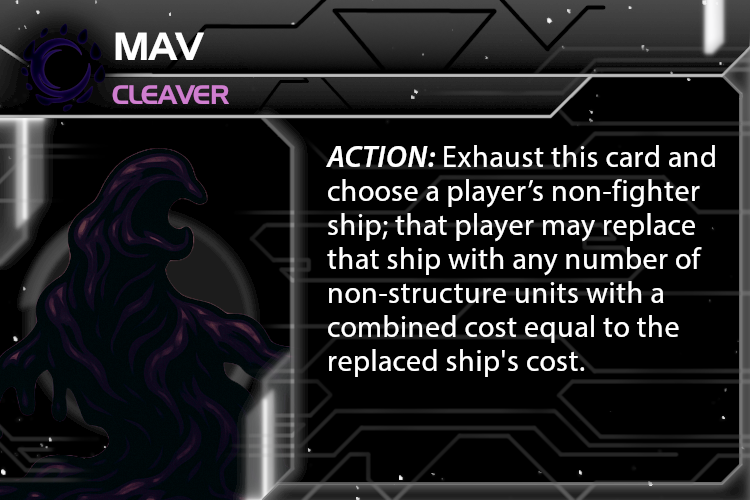 MAV
CLEAVER
ACTION: Exhaust this card and
choose a player’s non-fighter
ship; that player may replace
that ship with any number of
non-structure units with a
combined cost equal to the
replaced ship's cost.